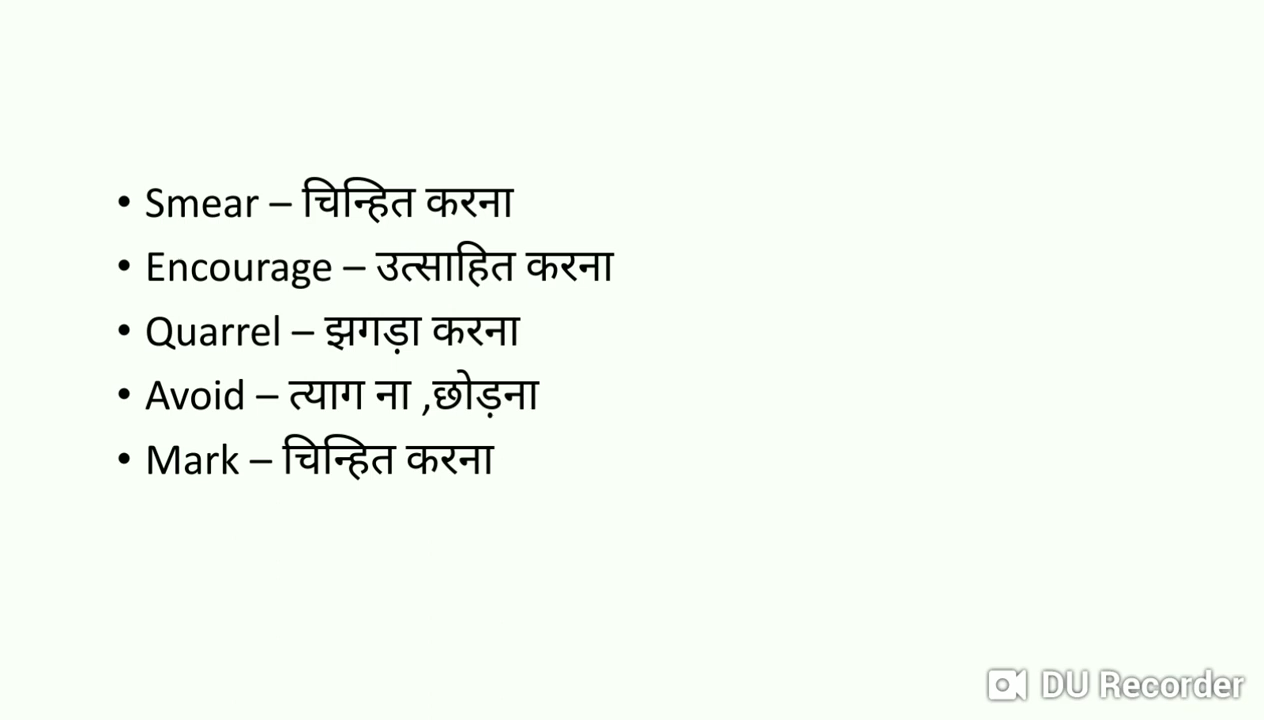 • Smear – चिन्हित करना
• Encourage – उत्साहित करना
• Quarrel – झगड़ा करना
• Avoid – त्याग ना ,छोड़ना
• Mark – चिन्हित करना
DU Recorder